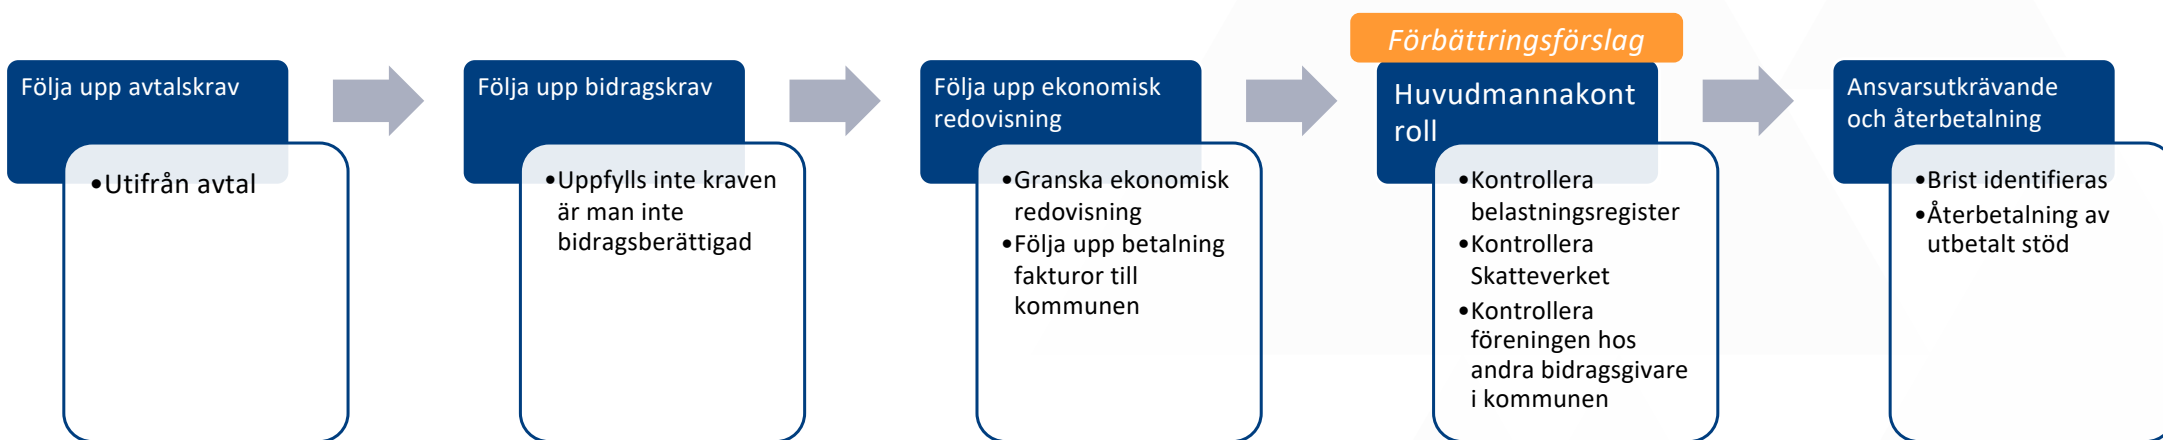 Följa upp avtalskrav
•Utifrån avtal
Följa upp bidragskrav
•Uppfylls inte kraven
är man inte
bidragsberättigad
Följa upp ekonomisk
redovisning
•Granska ekonomisk
redovisning
•Följa upp betalning
fakturor till
kommunen
Förbättringsförslag
Huvudmannakont
roll
•Kontrollera
belastningsregister
•Kontrollera
Skatteverket
•Kontrollera
föreningen hos
andra bidragsgivare
i kommunen
Ansvarsutkrävande
och återbetalning
•Brist identifieras
•Återbetalning av
utbetalt stöd